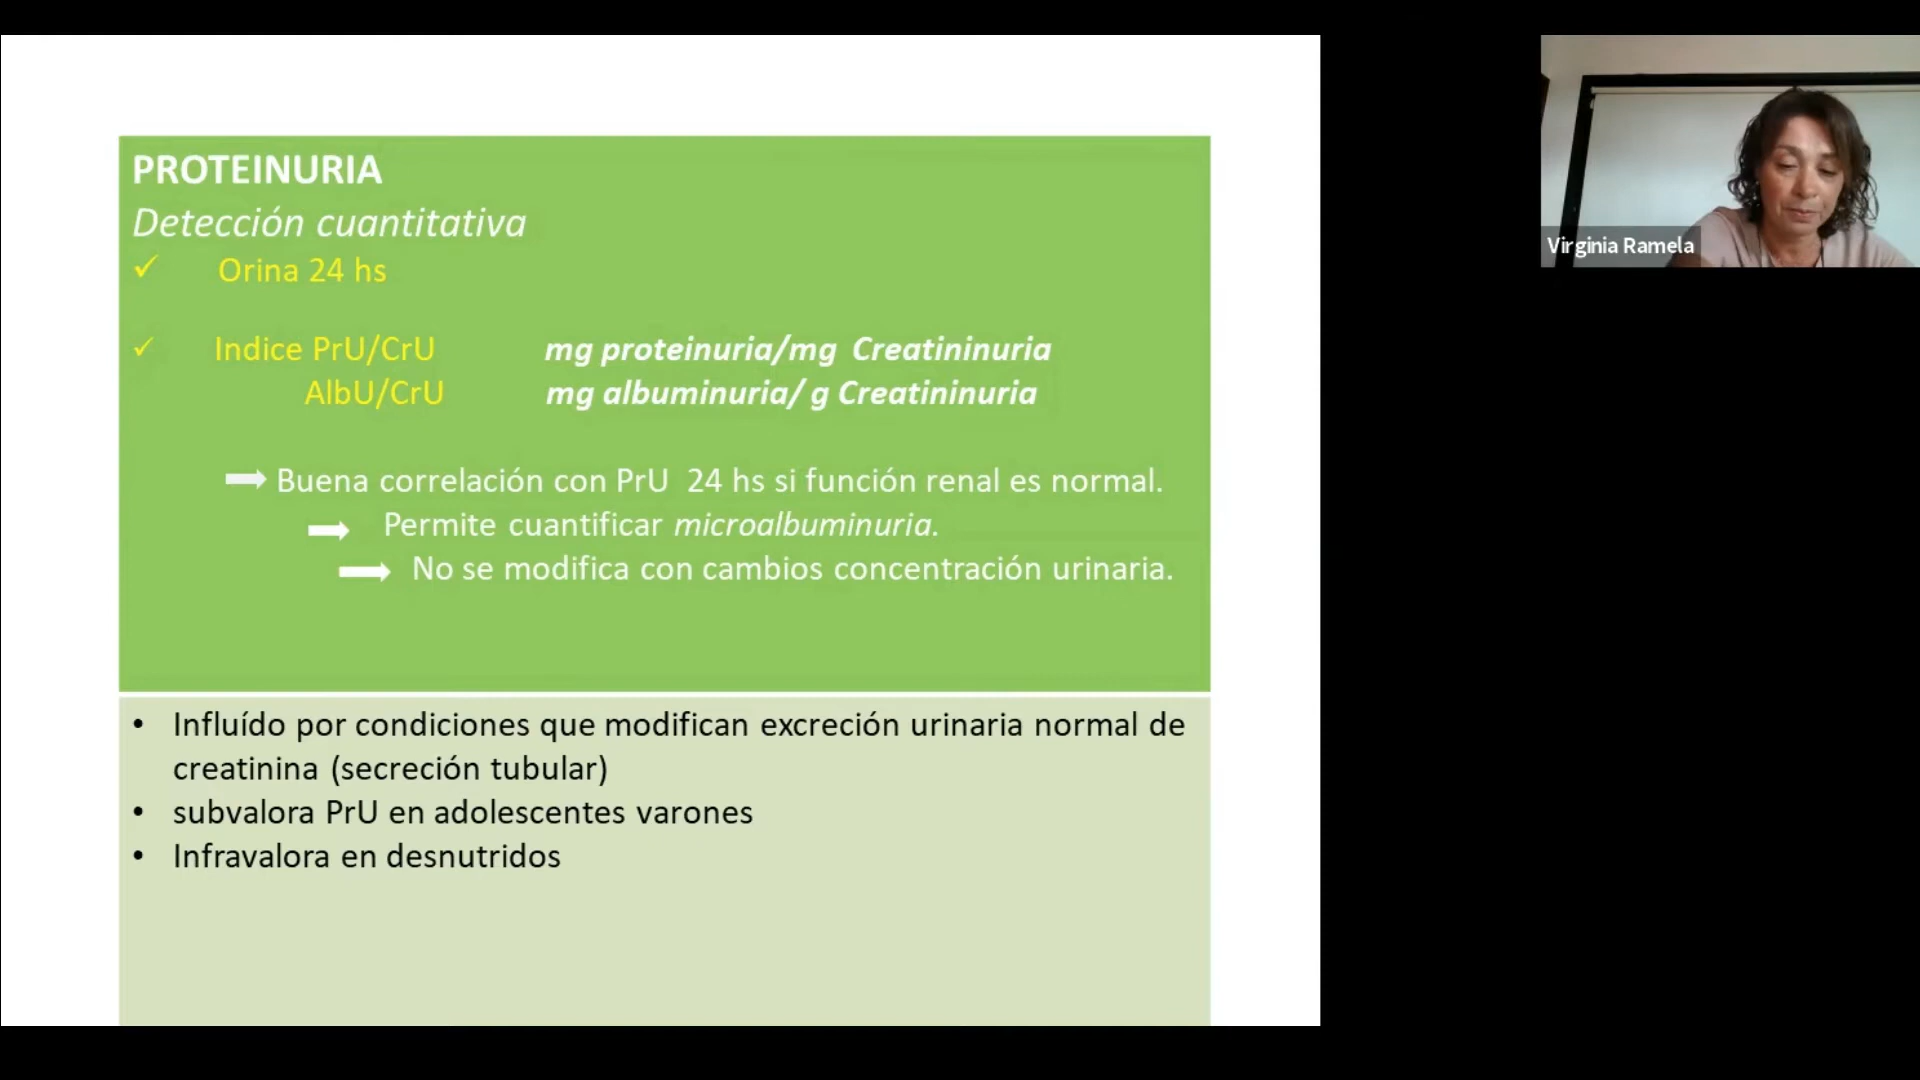 PROTEINURIA
Detección cuantitativa
✓ Orina 24 hs
✓ Indice PrU/CrU mg proteinuria/mg Creatininuria
AlbU/CrU mg albuminuria/ g Creatininuria
Buena correlación con PrU 24 hs si función renal es normal.
Permite cuantificar microalbuminuria.
No se modifica con cambios concentración urinaria.
• Influído por condiciones que modifican excreción urinaria normal de
creatinina (secreción tubular)
• subvalora PrU en adolescentes varones
• Infravalora en desnutridos
Virginia Ramela